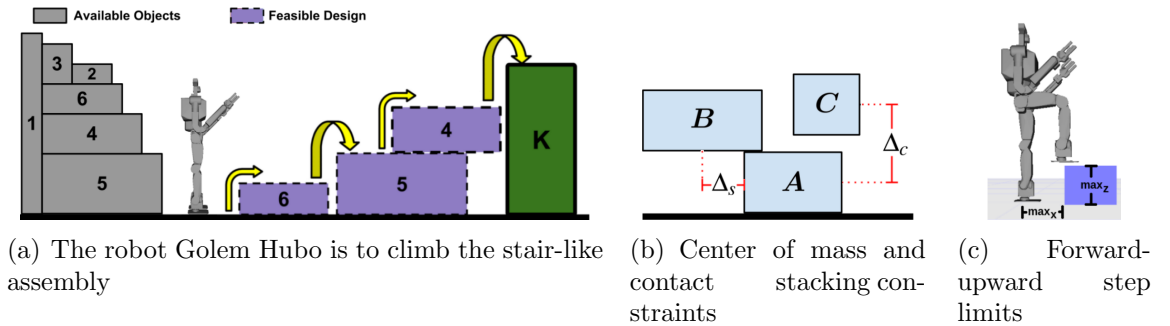 Available Objects Feasible Design
1
3
2
6
4
5
6
5
4
K
B
C
A
Δs
Δc
maxx
maxz
(a) The robot Golem Hubo is to climb the stair-like
assembly
(b) Center of mass and
contact stacking con-
straints
(c) Forward-
upward step
limits